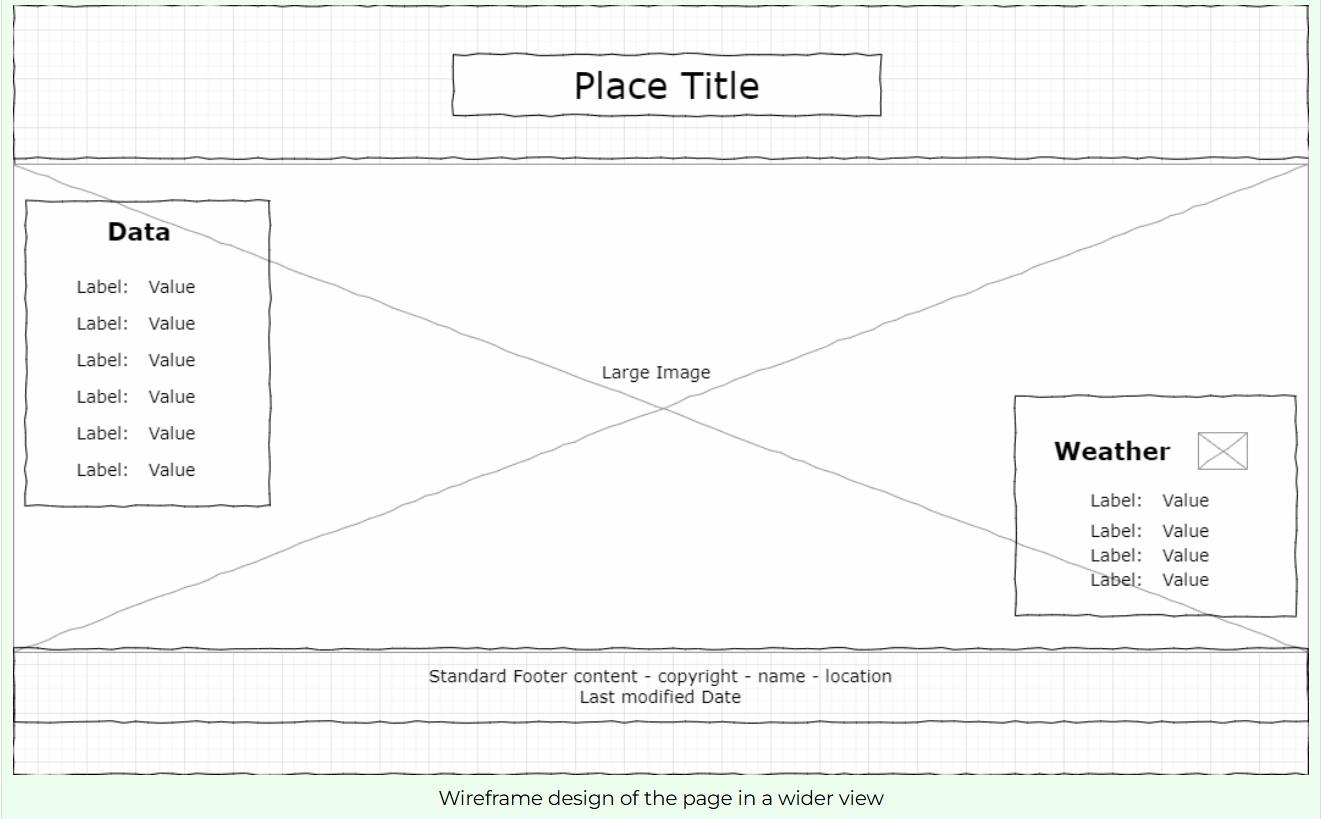 Place Title
Data
Label: Value
Label: Value
Label: Value
Label: Value
Label: Value
Label: Value
Large Image
Weather
Label: Value
Label: Value
Label: Value
Label: Value
Standard Footer content - copyright - name - location
Last modified Date
Wireframe design of the page in a wider view